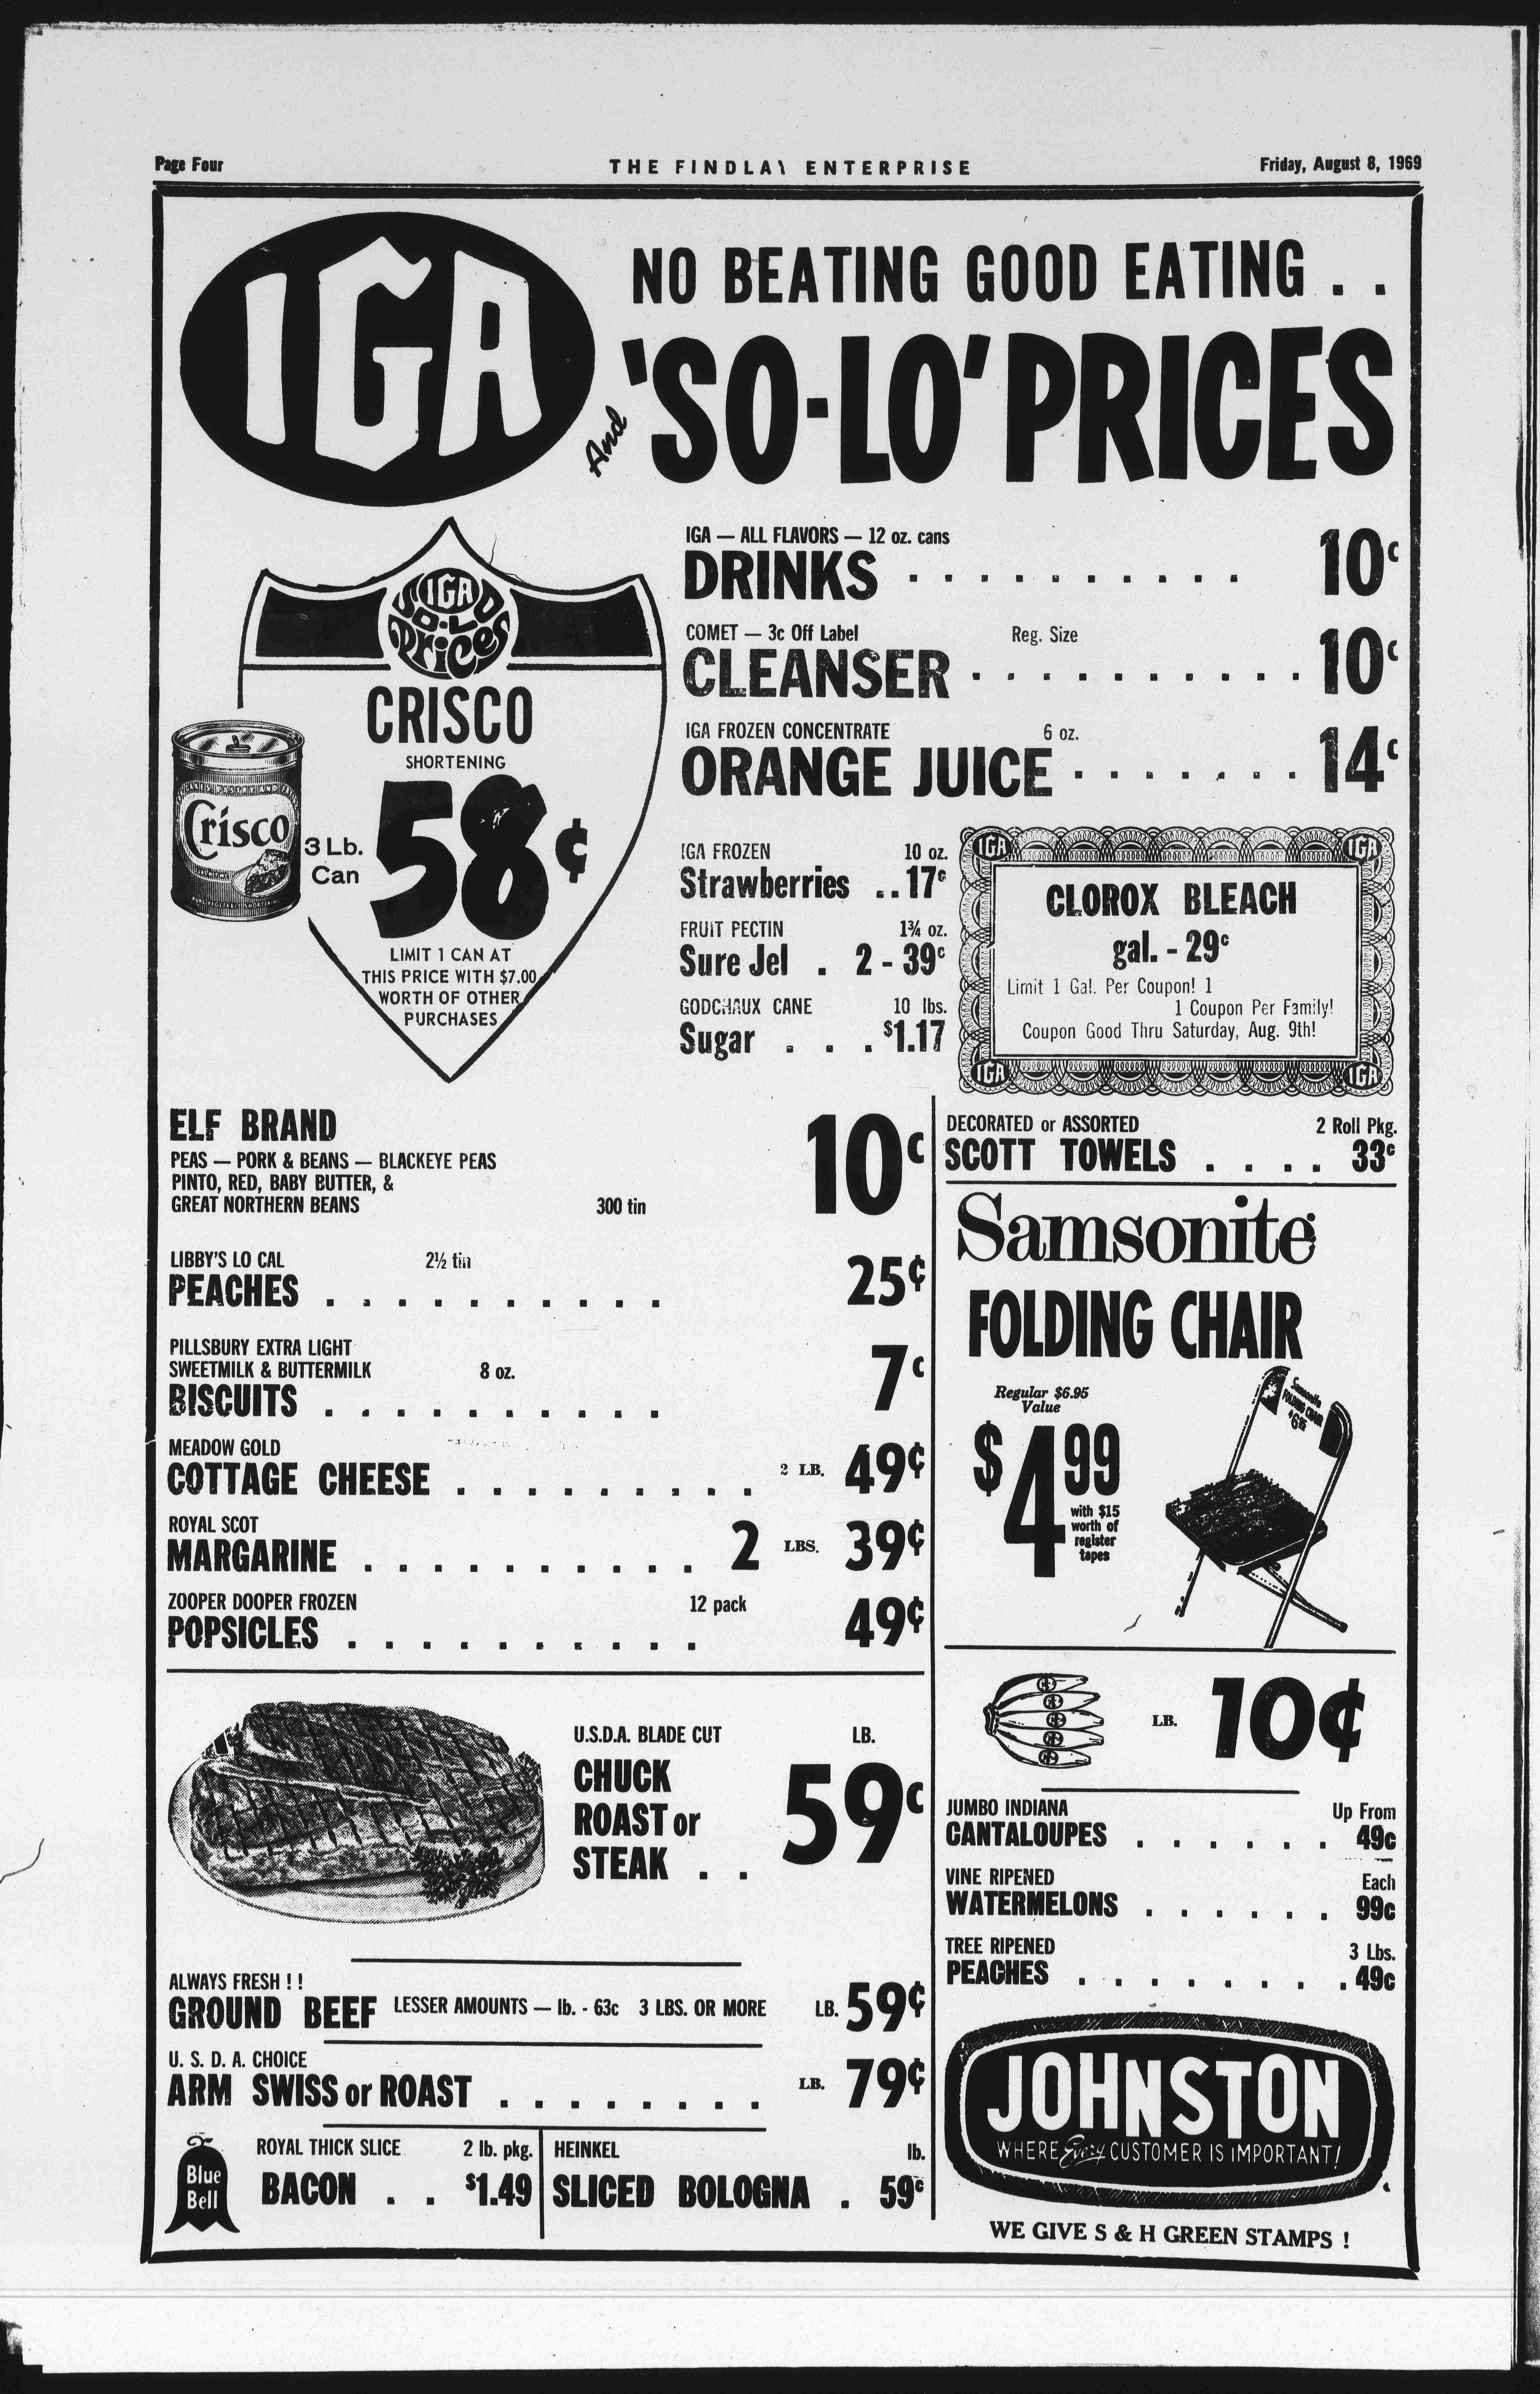 Page Four
THE FINDLAY ENTERPRISE
Friday, August 8, 1969
IGA
NO BEATING GOOD EATING . .
And 'SO-LO' PRICES
IGA SO-LO Prices
CRISCO
SHORTENING
Crisco
3 Lb.
Can
58¢
LIMIT 1 CAN AT
THIS PRICE WITH $7.00
WORTH OF OTHER
PURCHASES
IGA — ALL FLAVORS — 12 oz. cans
DRINKS . . . . . . . . . . 10c
COMET — 3c Off Label Reg. Size
CLEANSER . . . . . . . . . . 10c
IGA FROZEN CONCENTRATE 6 oz.
ORANGE JUICE . . . . . . . 14c
IGA FROZEN 10 oz.
Strawberries . . 17c
FRUIT PECTIN 1¾ oz.
Sure Jel . 2 - 39c
GODCHAUX CANE 10 lbs.
Sugar . . . $1.17
IGA IGA
CLOROX BLEACH
gal. - 29c
Limit 1 Gal. Per Coupon! 1
1 Coupon Per Family!
Coupon Good Thru Saturday, Aug. 9th!
IGA IGA
ELF BRAND
PEAS — PORK & BEANS — BLACKEYE PEAS
PINTO, RED, BABY BUTTER, &
GREAT NORTHERN BEANS 300 tin
10c
LIBBY'S LO CAL 2½ tin
PEACHES . . . . . . . . . . 25¢
PILLSBURY EXTRA LIGHT
SWEETMILK & BUTTERMILK 8 oz.
BISCUITS . . . . . . . . . . 7c
MEADOW GOLD
COTTAGE CHEESE . . . . . . . . . 2 LB. 49¢
ROYAL SCOT
MARGARINE . . . . . . . . . . 2 LBS. 39¢
ZOOPER DOOPER FROZEN 12 pack
POPSICLES . . . . . . . . . . 49¢
DECORATED or ASSORTED 2 Roll Pkg.
SCOTT TOWELS . . . . 33c
Samsonite
FOLDING CHAIR
Regular $6.95
Value
$4 99
with $15
worth of
register
tapes
Samsonite
FOLDING CHAIR
$6.95
LB. 10¢
JUMBO INDIANA Up From
CANTALOUPES . . . . . . 49c
VINE RIPENED Each
WATERMELONS . . . . . . 99c
TREE RIPENED 3 Lbs.
PEACHES . . . . . . . . 49c
U.S.D.A. BLADE CUT LB.
CHUCK
ROAST or
STEAK . . 59c
ALWAYS FRESH ! !
GROUND BEEF LESSER AMOUNTS — lb. - 63c 3 LBS. OR MORE LB. 59¢
U. S. D. A. CHOICE
ARM SWISS or ROAST . . . . . . . . LB. 79¢
Blue
Bell
ROYAL THICK SLICE 2 lb. pkg.
BACON . . $1.49
HEINKEL lb.
SLICED BOLOGNA . 59c
JOHNSTON
WHERE Every CUSTOMER IS IMPORTANT!
WE GIVE S & H GREEN STAMPS !